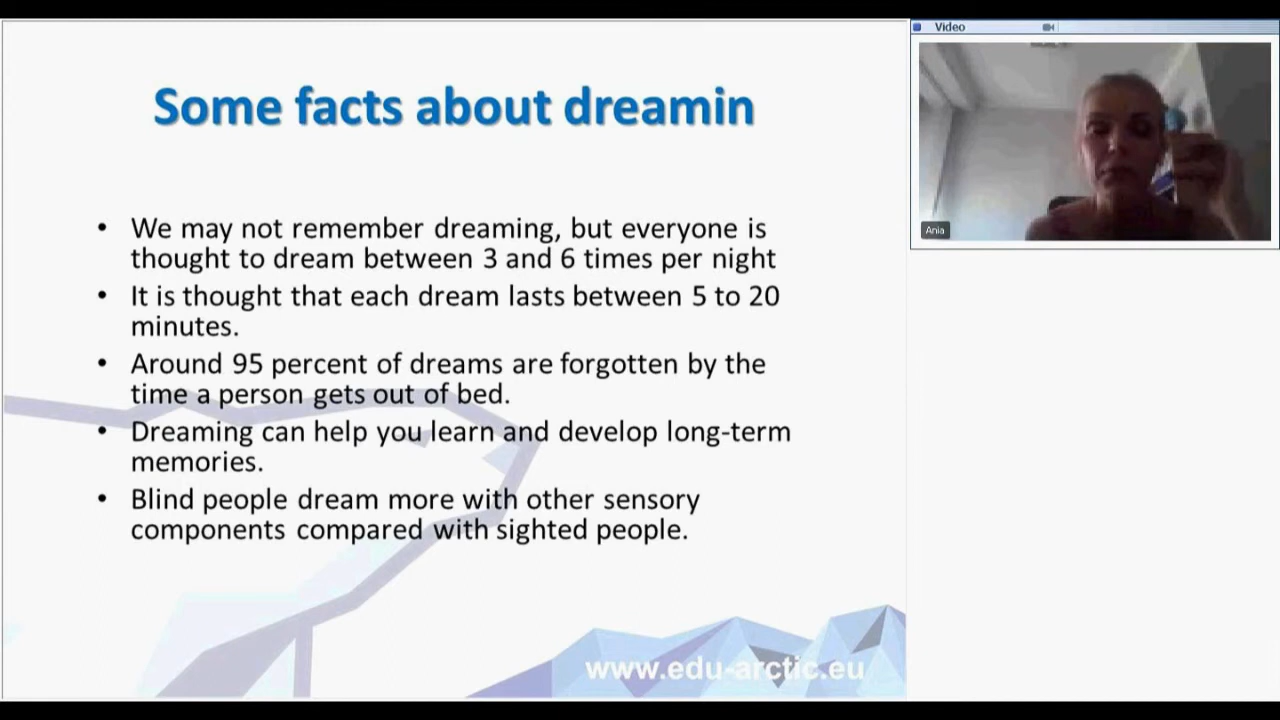 Some facts about dreamin
• We may not remember dreaming, but everyone is
thought to dream between 3 and 6 times per night
• It is thought that each dream lasts between 5 to 20
minutes.
• Around 95 percent of dreams are forgotten by the
time a person gets out of bed.
• Dreaming can help you learn and develop long-term
memories.
• Blind people dream more with other sensory
components compared with sighted people.
www.edu-arctic.eu
Video
Ania